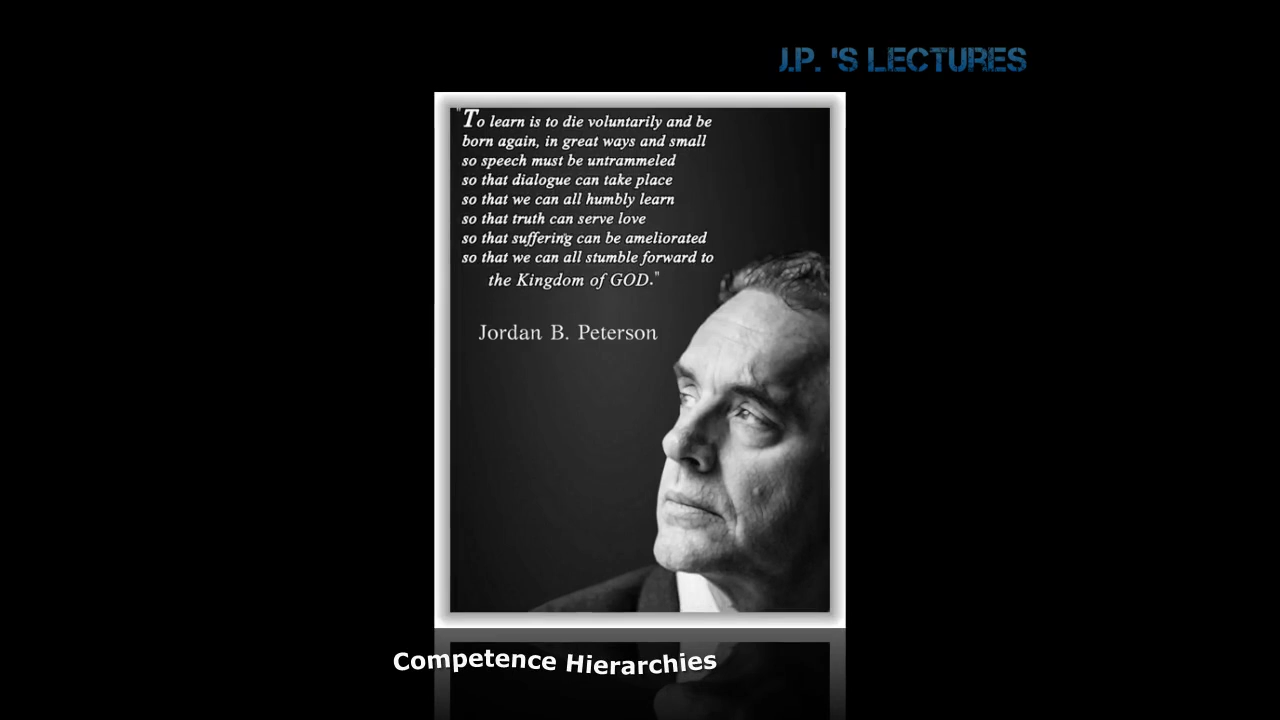 J.P. 'S LECTURES
"To learn is to die voluntarily and be
born again, in great ways and small
so speech must be untrammeled
so that dialogue can take place
so that we can all humbly learn
so that truth can serve love
so that suffering can be ameliorated
so that we can all stumble forward to
the Kingdom of GOD."
Jordan B. Peterson
Competence Hierarchies